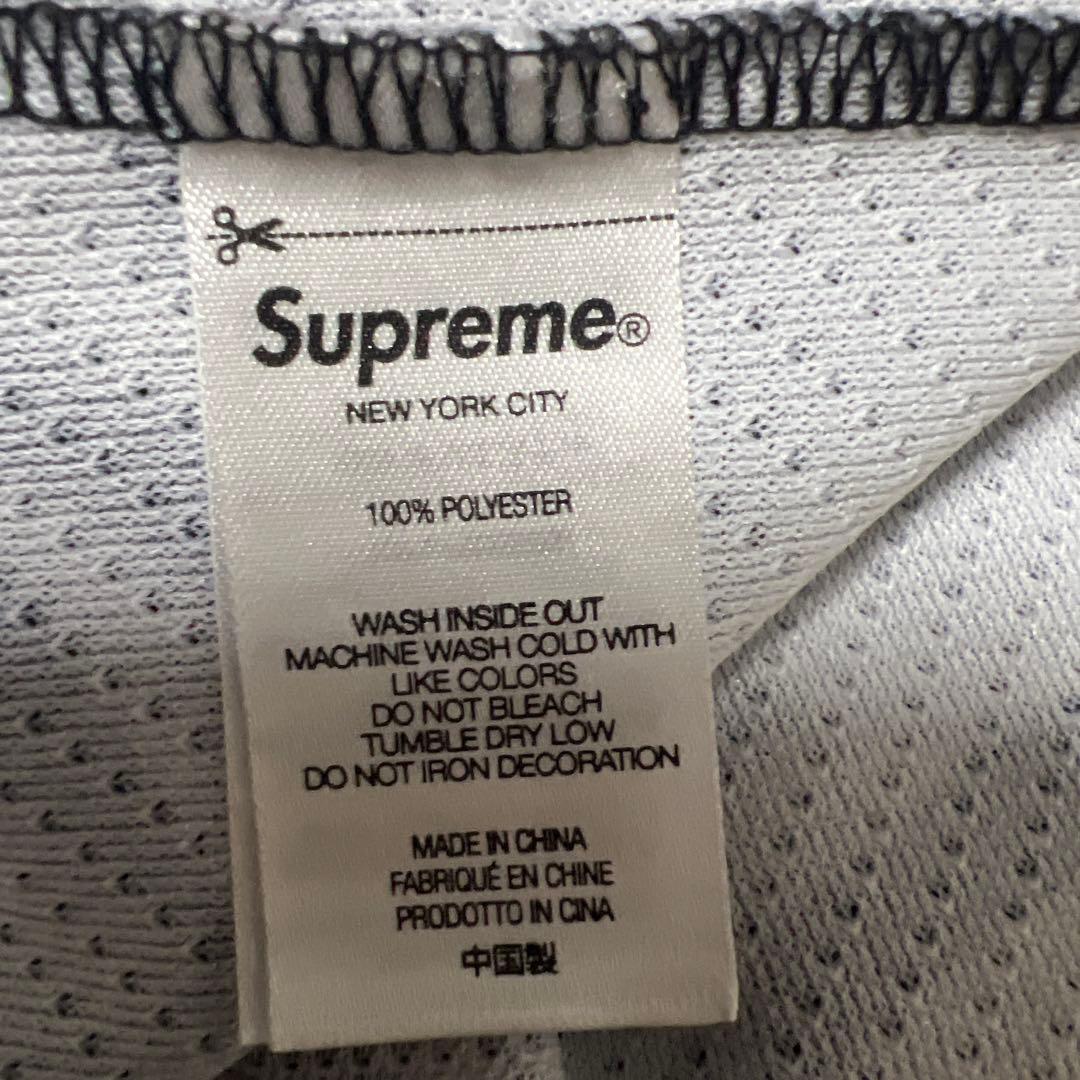 Supreme®
NEW YORK CITY
100% POLYESTER
WASH INSIDE OUT
MACHINE WASH COLD WITH
LIKE COLORS
DO NOT BLEACH
TUMBLE DRY LOW
DO NOT IRON DECORATION
MADE IN CHINA
FABRIQUÉ EN CHINE
PRODOTTO IN CINA
中国製